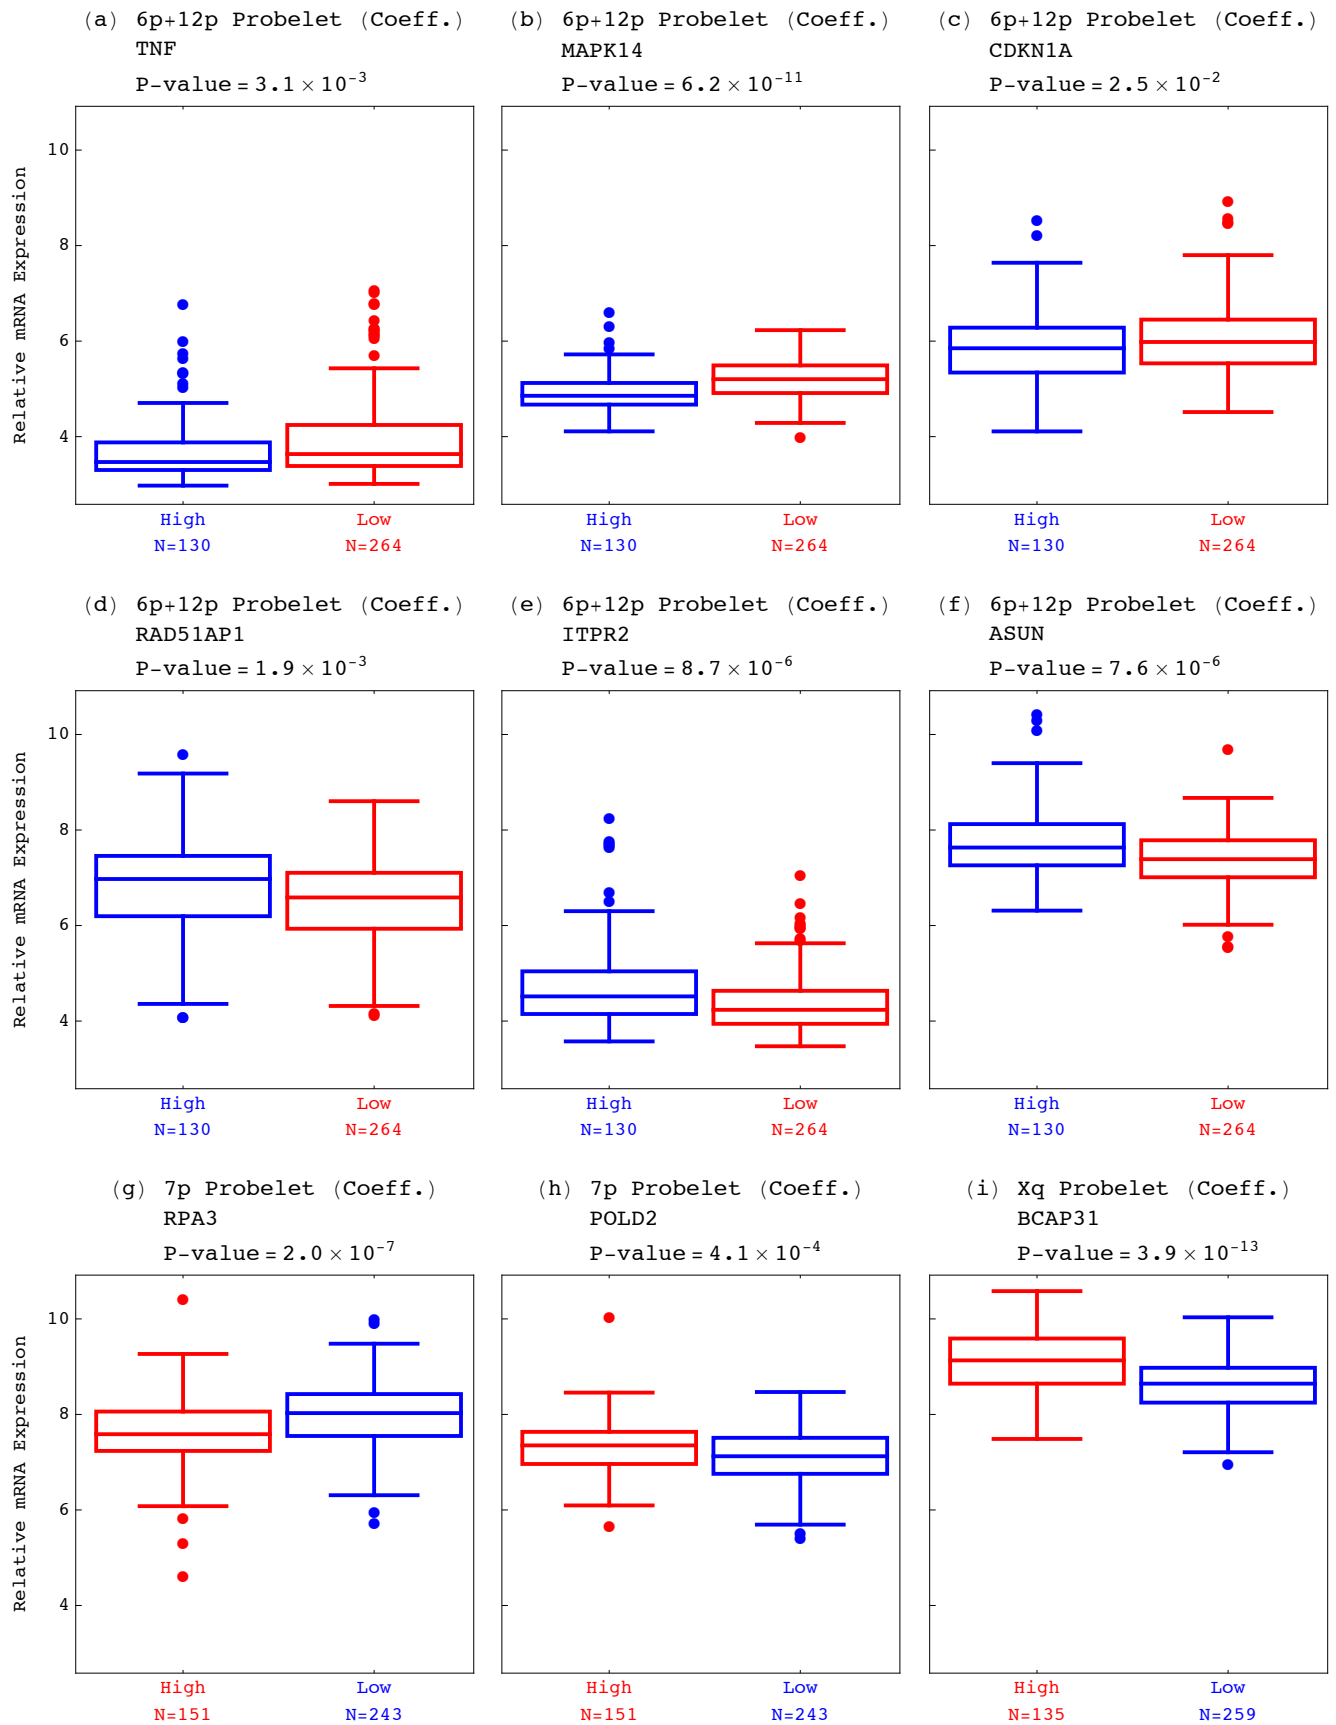 (a) 6p+12p Probelet (Coeff.)
TNF
P-value = 3.1 × 10^-3
(b) 6p+12p Probelet (Coeff.)
MAPK14
P-value = 6.2 × 10^-11
(c) 6p+12p Probelet (Coeff.)
CDKN1A
P-value = 2.5 × 10^-2
Relative mRNA Expression
10
8
6
4
High
N=130
Low
N=264
High
N=130
Low
N=264
High
N=130
Low
N=264
(d) 6p+12p Probelet (Coeff.)
RAD51AP1
P-value = 1.9 × 10^-3
(e) 6p+12p Probelet (Coeff.)
ITPR2
P-value = 8.7 × 10^-6
(f) 6p+12p Probelet (Coeff.)
ASUN
P-value = 7.6 × 10^-6
Relative mRNA Expression
10
8
6
4
High
N=130
Low
N=264
High
N=130
Low
N=264
High
N=130
Low
N=264
(g) 7p Probelet (Coeff.)
RPA3
P-value = 2.0 × 10^-7
(h) 7p Probelet (Coeff.)
POLD2
P-value = 4.1 × 10^-4
(i) Xq Probelet (Coeff.)
BCAP31
P-value = 3.9 × 10^-13
Relative mRNA Expression
10
8
6
4
High
N=151
Low
N=243
High
N=151
Low
N=243
High
N=135
Low
N=259